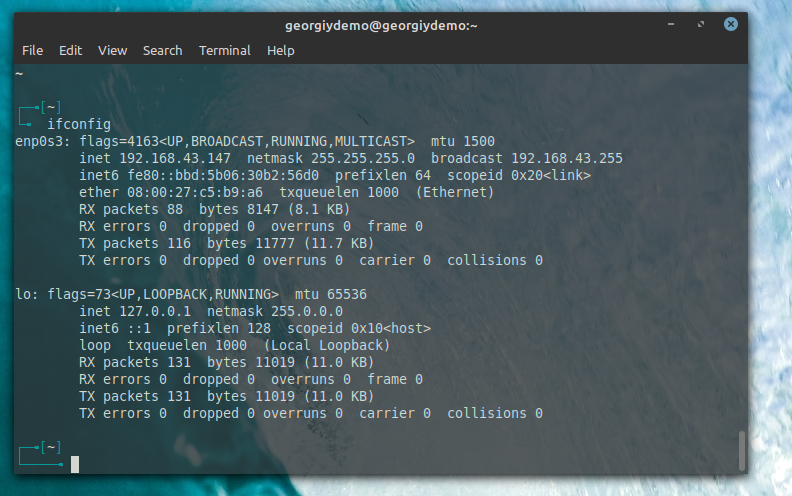 georgiydemo@georgiydemo:~
File Edit View Search Terminal Help
~
[~]
ifconfig
enp0s3: flags=4163<UP,BROADCAST,RUNNING,MULTICAST>  mtu 1500
        inet 192.168.43.147  netmask 255.255.255.0  broadcast 192.168.43.255
        inet6 fe80::bbd:5b06:30b2:56d0  prefixlen 64  scopeid 0x20<link>
        ether 08:00:27:c5:b9:a6  txqueuelen 1000  (Ethernet)
        RX packets 88  bytes 8147 (8.1 KB)
        RX errors 0  dropped 0  overruns 0  frame 0
        TX packets 116  bytes 11777 (11.7 KB)
        TX errors 0  dropped 0 overruns 0  carrier 0  collisions 0
lo: flags=73<UP,LOOPBACK,RUNNING>  mtu 65536
        inet 127.0.0.1  netmask 255.0.0.0
        inet6 ::1  prefixlen 128  scopeid 0x10<host>
        loop  txqueuelen 1000  (Local Loopback)
        RX packets 131  bytes 11019 (11.0 KB)
        RX errors 0  dropped 0  overruns 0  frame 0
        TX packets 131  bytes 11019 (11.0 KB)
        TX errors 0  dropped 0 overruns 0  carrier 0  collisions 0
[~]